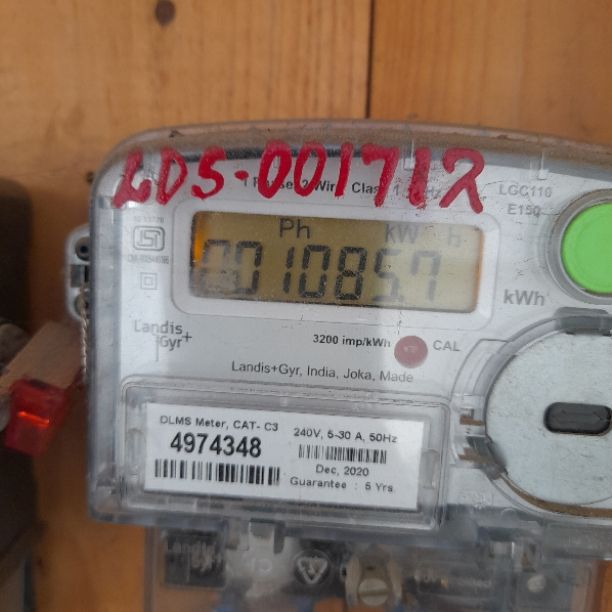 LDS-001712
LGC110
E150
Ph kW h
001085.7
kWh
Landis
Gyr+
3200 imp/kWh
CAL
Landis+Gyr, India, Joka, Made
DLMS Meter, CAT- C3
4974348
240V, 5-30 A, 50Hz
Dec, 2020
Guarantee : 5 Yrs.